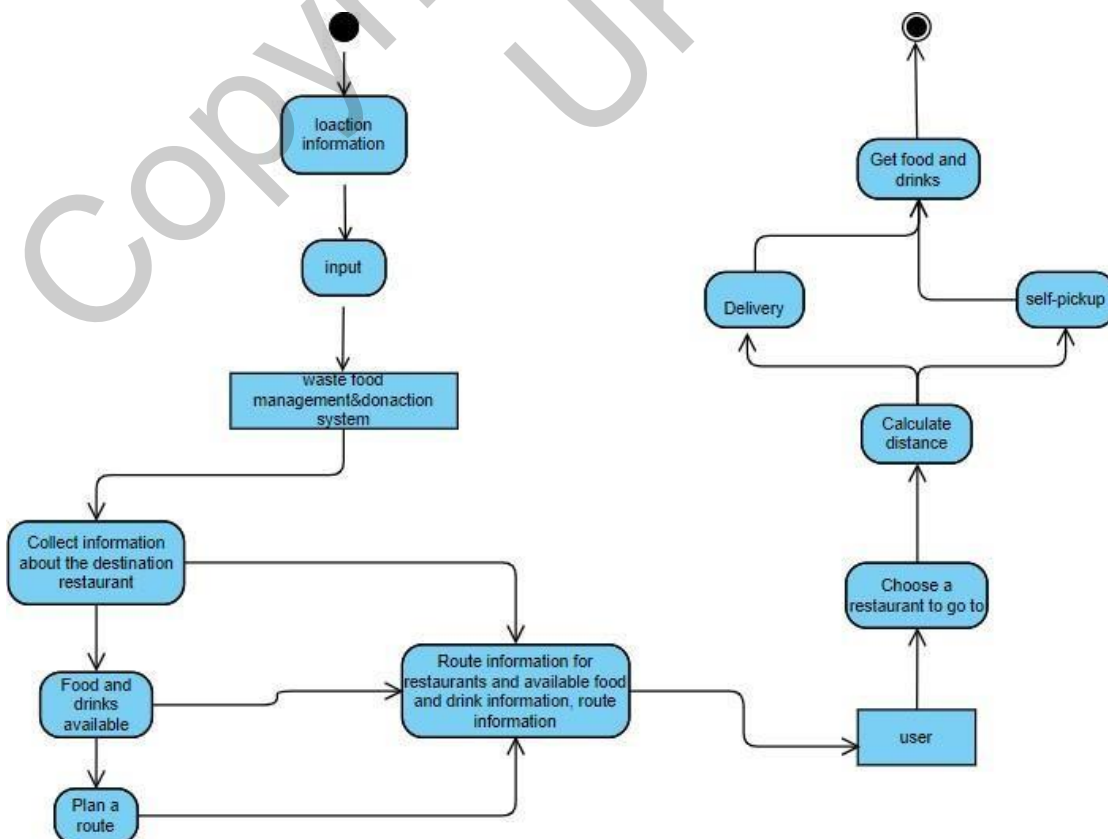 Copy
U
loaction
information
input
waste food
management&donaction
system
Collect information
about the destination
restaurant
Food and
drinks
available
Plan a
route
Route information for
restaurants and available food
and drink information, route
information
user
Choose a
restaurant to go to
Calculate
distance
Delivery
self-pickup
Get food and
drinks